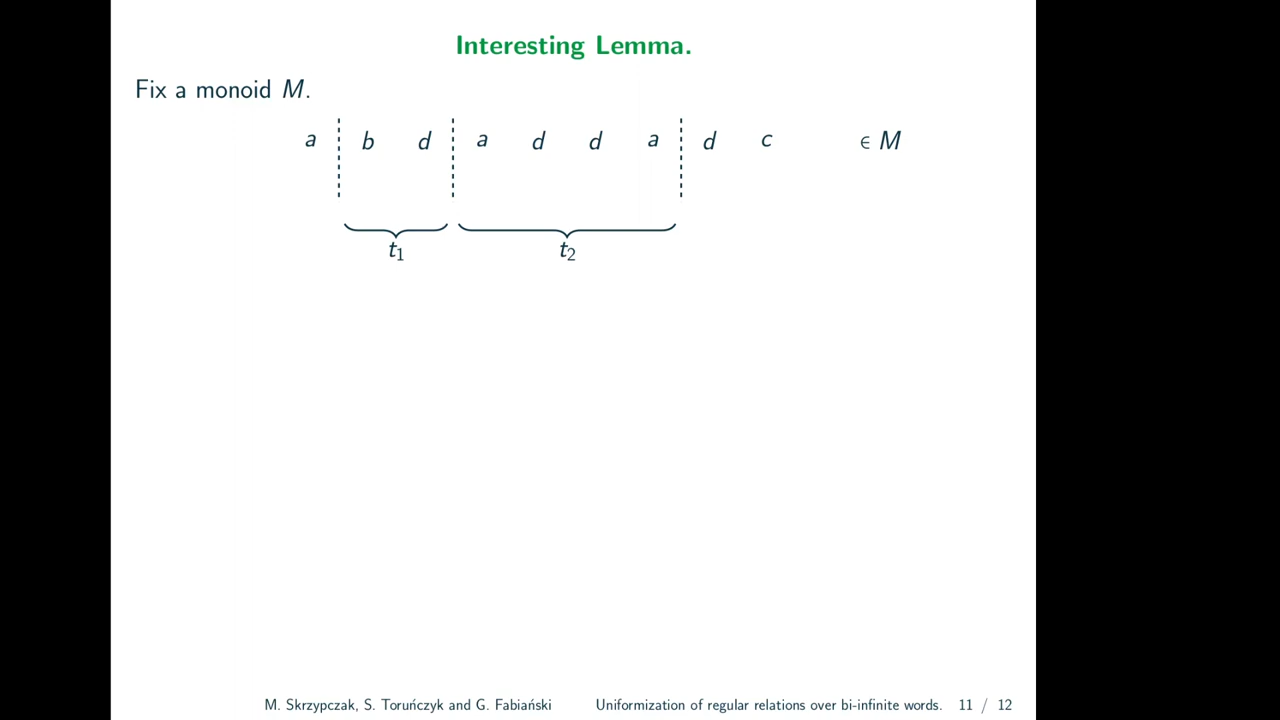 Interesting Lemma.
Fix a monoid M.
a b d a d d a d c ∈ M
t₁ t₂
M. Skrzypczak, S. Toruńczyk and G. Fabiański Uniformization of regular relations over bi-infinite words. 11 / 12